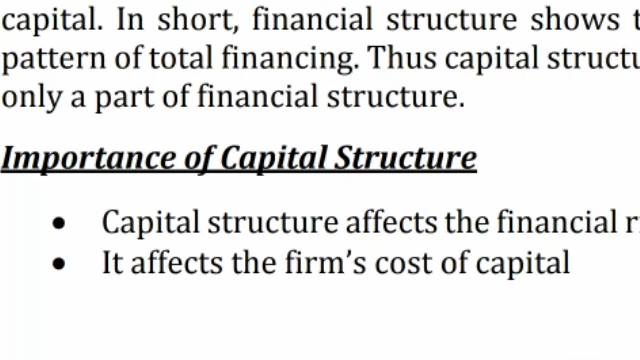 capital. In short, financial structure shows
pattern of total financing. Thus capital
only a part of financial structure.
Importance of Capital Structure
• Capital structure affects the financial
• It affects the firm’s cost of capital